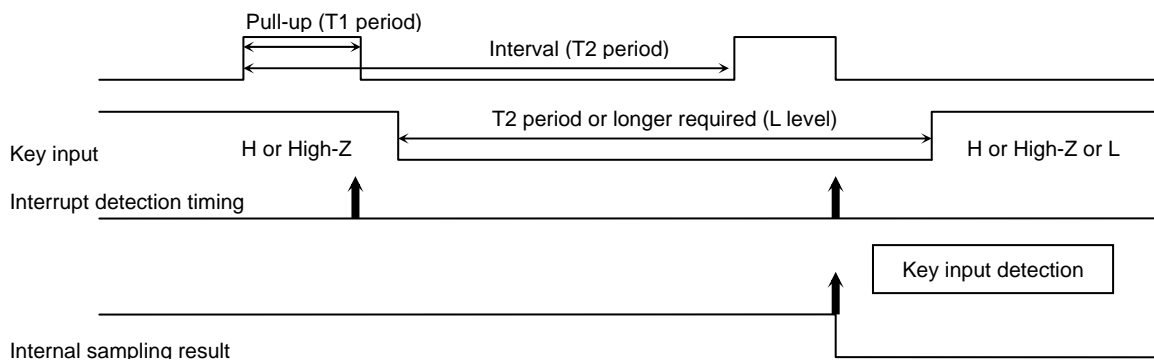 Pull-up (T1 period)
Interval (T2 period)
T2 period or longer required (L level)
Key input
H or High-Z
H or High-Z or L
Interrupt detection timing
Key input detection
Internal sampling result